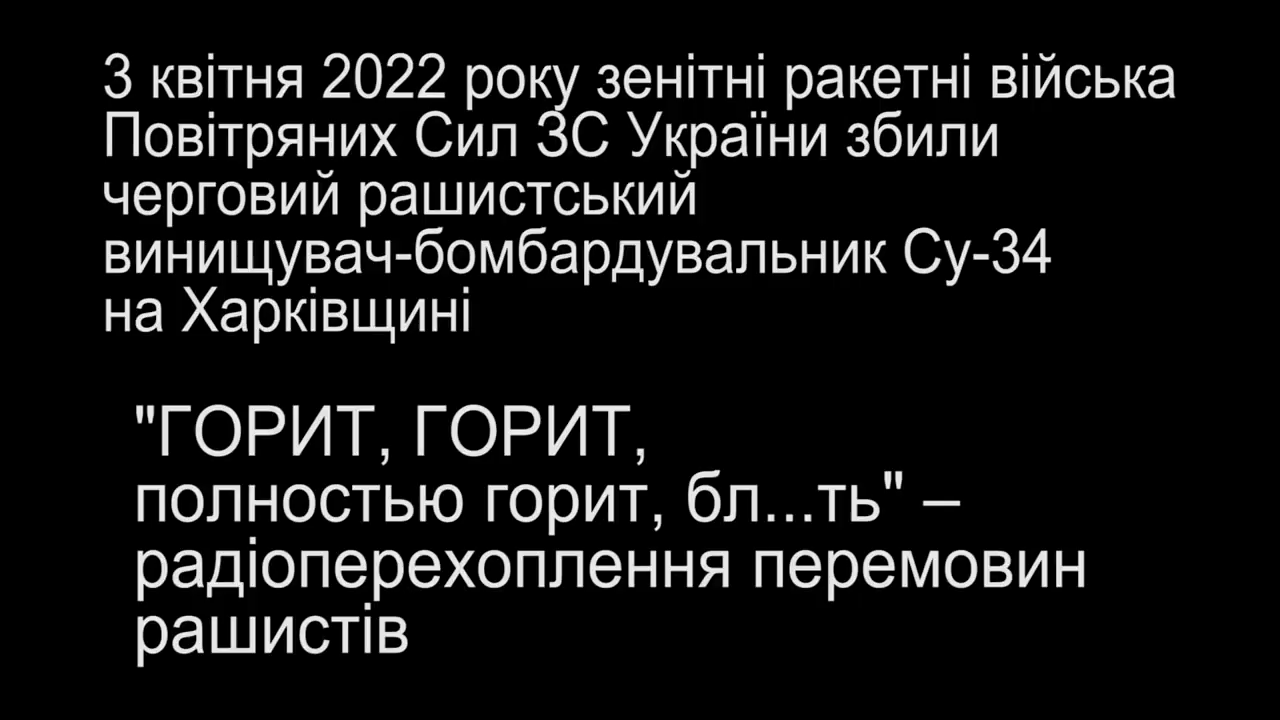 3 квітня 2022 року зенітні ракетні війська
Повітряних Сил ЗС України збили
черговий рашистський
винищувач-бомбардувальник Су-34
на Харківщині
"ГОРИТ, ГОРИТ,
полностью горит, бл...ть" –
радіоперехоплення перемовин
рашистів